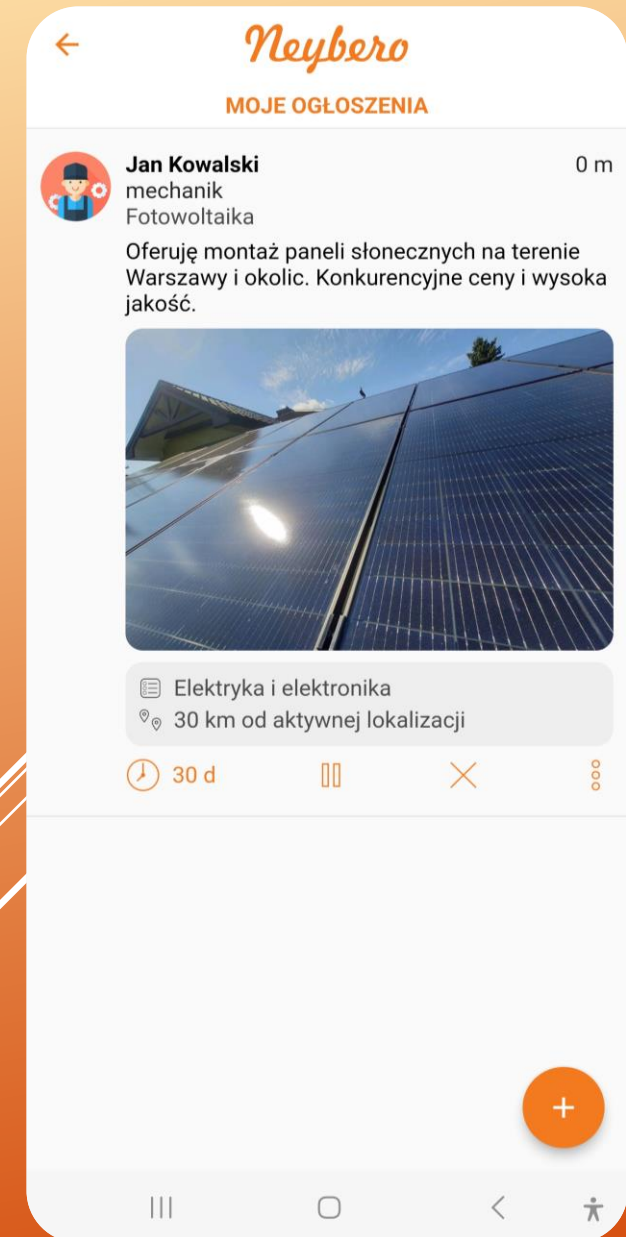 Neybero
MOJE OGŁOSZENIA
Jan Kowalski
0 m
mechanik
Fotowoltaika
Oferuję montaż paneli słonecznych na terenie
Warszawy i okolic. Konkurencyjne ceny i wysoka
jakość.
Elektryka i elektronika
30 km od aktywnej lokalizacji
30 d